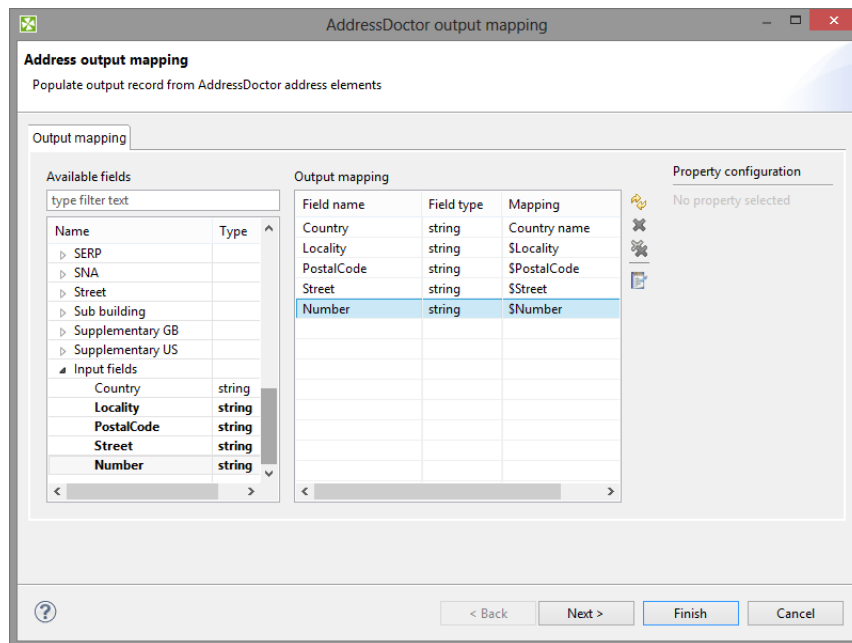 AddressDoctor output mapping
Address output mapping
Populate output record from AddressDoctor address elements
Output mapping
Available fields
type filter text
Name Type
SERP
SNA
Street
Sub building
Supplementary GB
Supplementary US
Input fields
Country string
Locality string
PostalCode string
Street string
Number string
Output mapping
Field name Field type Mapping
Country string Country name
Locality string $Locality
PostalCode string $PostalCode
Street string $Street
Number string $Number
Property configuration
No property selected
< Back Next > Finish Cancel